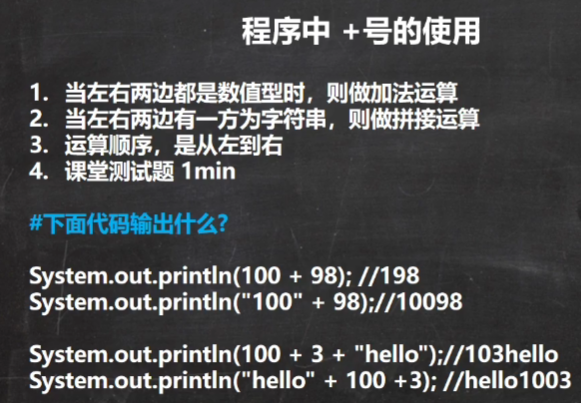 程序中 +号的使用
1. 当左右两边都是数值型时，则做加法运算
2. 当左右两边有一方为字符串，则做拼接运算
3. 运算顺序，是从左到右
4. 课堂测试题 1min
#下面代码输出什么?
System.out.println(100 + 98); //198
System.out.println("100" + 98);//10098
System.out.println(100 + 3 + "hello");//103hello
System.out.println("hello" + 100 +3); //hello1003